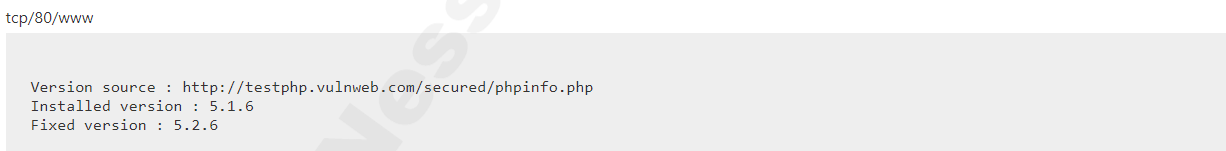 tcp/80/www
Ness
Version source : http://testphp.vulnweb.com/secured/phpinfo.php
Installed version : 5.1.6
Fixed version : 5.2.6